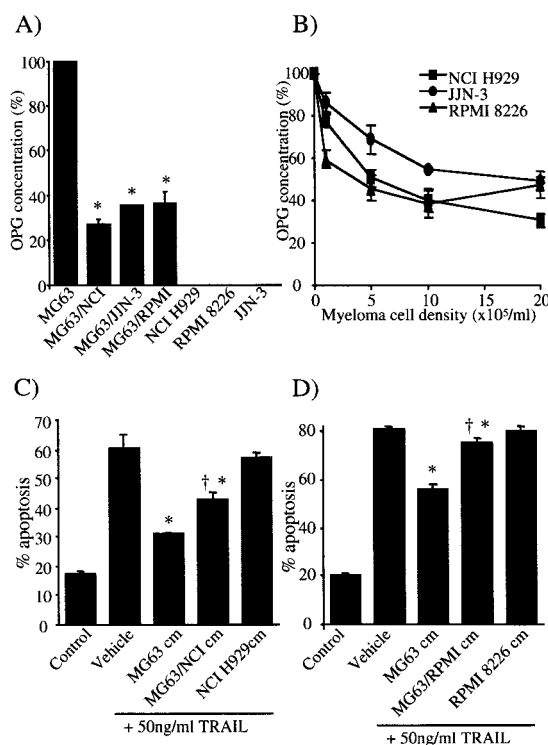 A)
OPG concentration (%)
100
80
60
40
20
0
*
*
*
MG63
MG63/NCI
MG63/JJN-3
MG63/RPMI
NCI H929
RPMI 8226
JJN-3
B)
OPG concentration (%)
100
80
60
40
20
0
NCI H929
JJN-3
RPMI 8226
0
5
10
20
Myeloma cell density (x10⁵/ml)
C)
% apoptosis
70
60
50
40
30
20
10
0
*
† *
Control
Vehicle
MG63 cm
MG63/NCI cm
NCI H929cm
+ 50ng/ml TRAIL
D)
% apoptosis
80
60
40
20
0
*
† *
Control
Vehicle
MG63 cm
MG63/RPMI cm
RPMI 8226 cm
+ 50ng/ml TRAIL